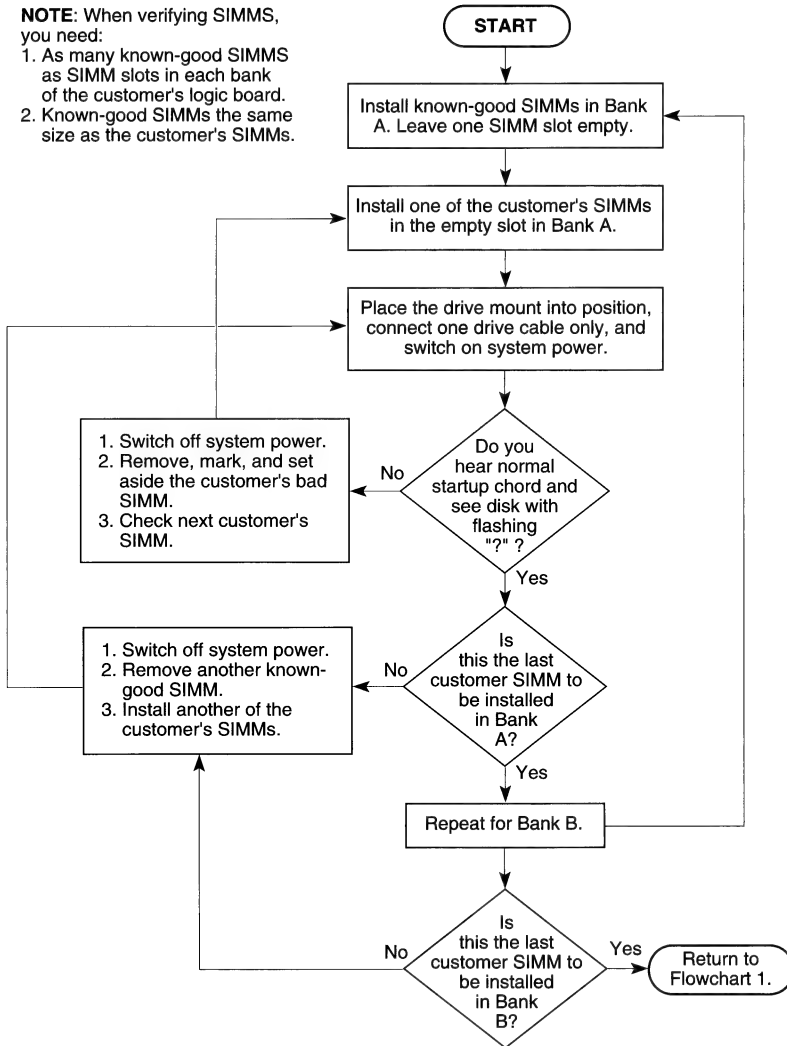 NOTE: When verifying SIMMS,
you need:
1. As many known-good SIMMS
as SIMM slots in each bank
of the customer's logic board.
2. Known-good SIMMs the same
size as the customer's SIMMs.
START
Install known-good SIMMs in Bank
A. Leave one SIMM slot empty.
Install one of the customer's SIMMs
in the empty slot in Bank A.
Place the drive mount into position,
connect one drive cable only, and
switch on system power.
Do you
hear normal
startup chord and
see disk with
flashing
"?" ?
No
1. Switch off system power.
2. Remove, mark, and set
aside the customer's bad
SIMM.
3. Check next customer's
SIMM.
Yes
Is
this the last
customer SIMM to
be installed
in Bank
A?
No
1. Switch off system power.
2. Remove another known-
good SIMM.
3. Install another of the
customer's SIMMs.
Yes
Repeat for Bank B.
Is
this the last
customer SIMM to
be installed
in Bank
B?
No
Yes
Return to
Flowchart 1.